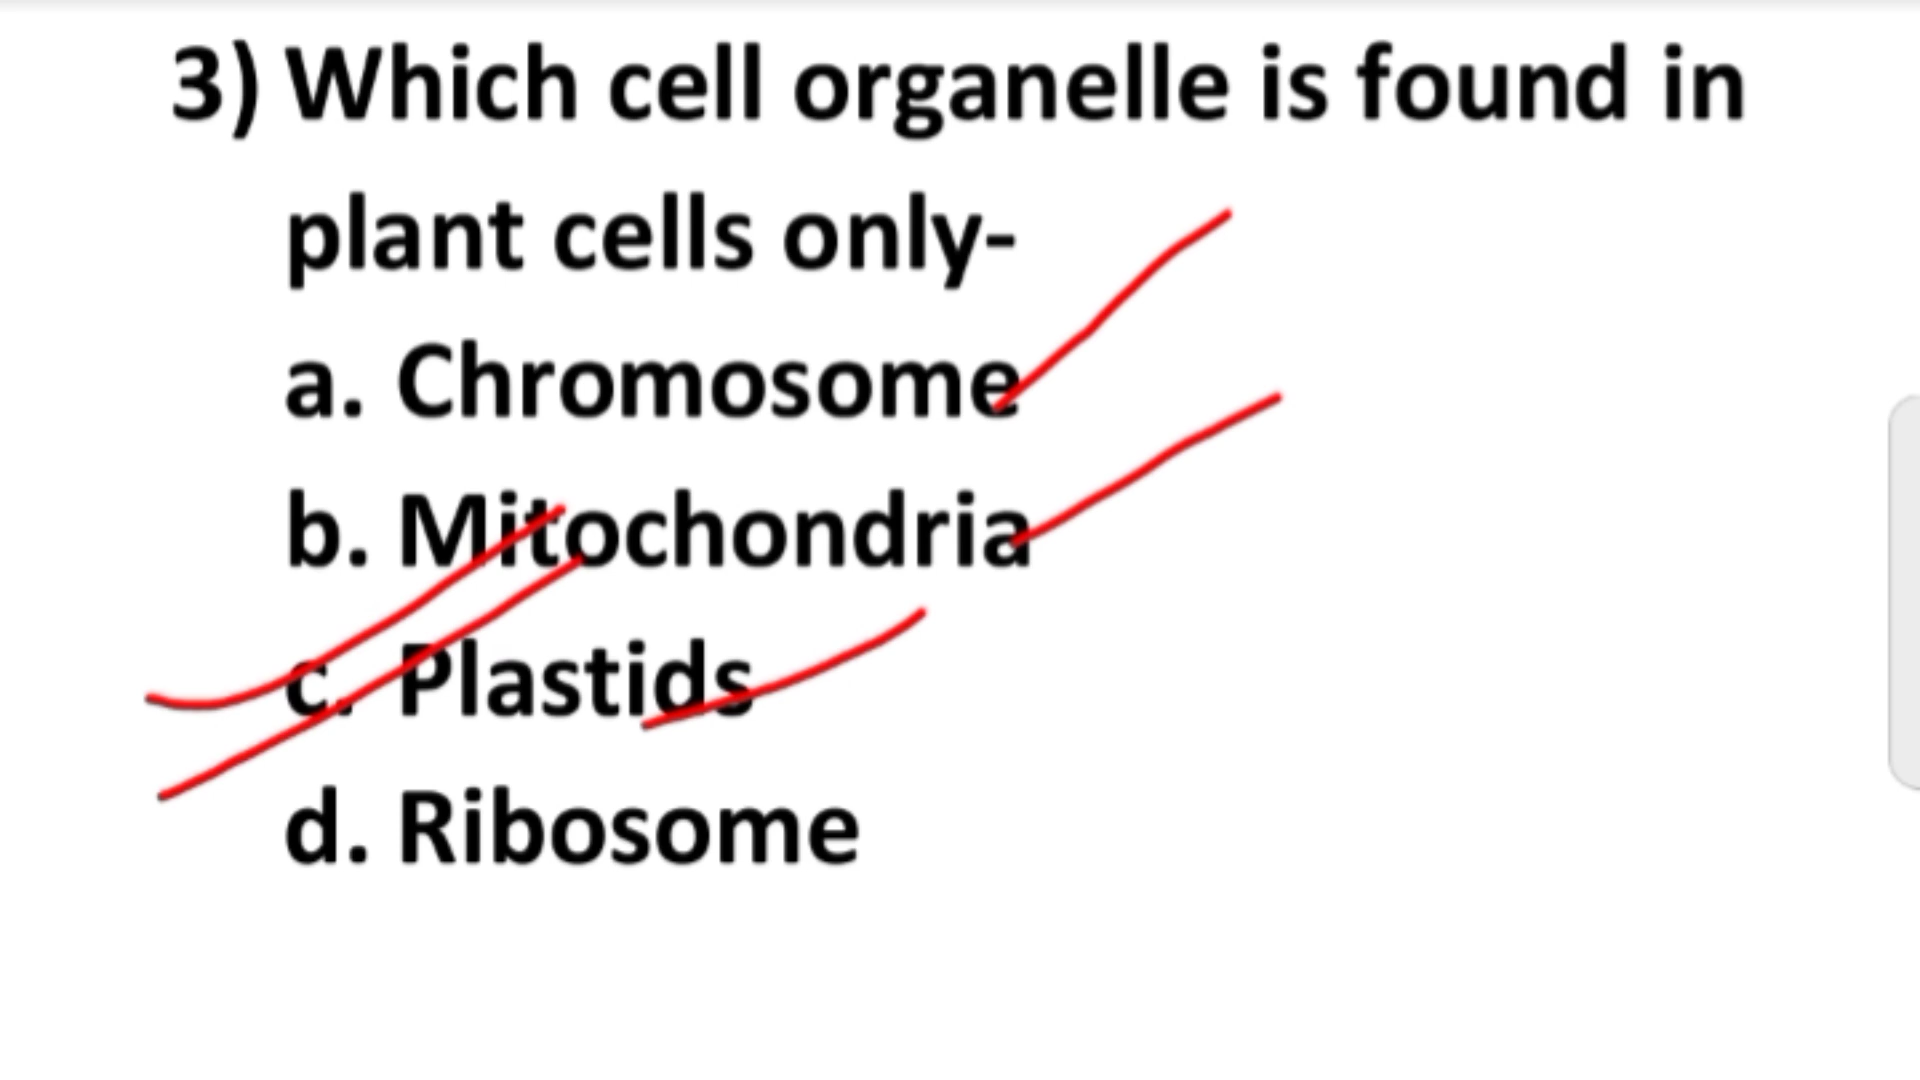 3) Which cell organelle is found in
plant cells only-
a. Chromosome
b. Mitochondria
c. Plastids
d. Ribosome